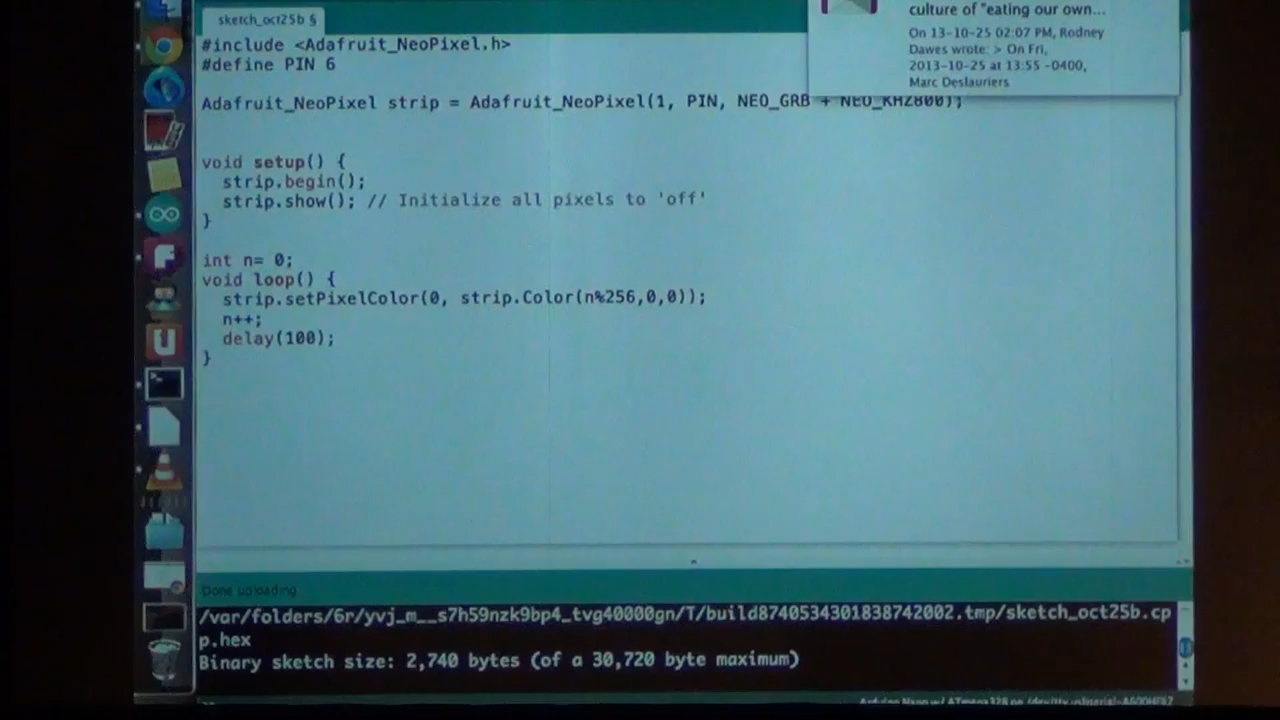 sketch_oct25b §
culture of "eating our own...
On 13-10-25 02:07 PM, Rodney
Dawes wrote: > On Fri,
2013-10-25 at 13:55 -0400,
Marc Deslauriers
#include <Adafruit_NeoPixel.h>
#define PIN 6
Adafruit_NeoPixel strip = Adafruit_NeoPixel(1, PIN, NEO_GRB + NEO_KHZ800);
void setup() {
strip.begin();
strip.show(); // Initialize all pixels to 'off'
}
int n= 0;
void loop() {
strip.setPixelColor(0, strip.Color(n%256,0,0));
n++;
delay(100);
}
Done uploading
/var/folders/6r/yvj_m__s7h59nzk9bp4_tvg40000gn/T/build8740534301838742002.tmp/sketch_oct25b.cp
p.hex
Binary sketch size: 2,740 bytes (of a 30,720 byte maximum)